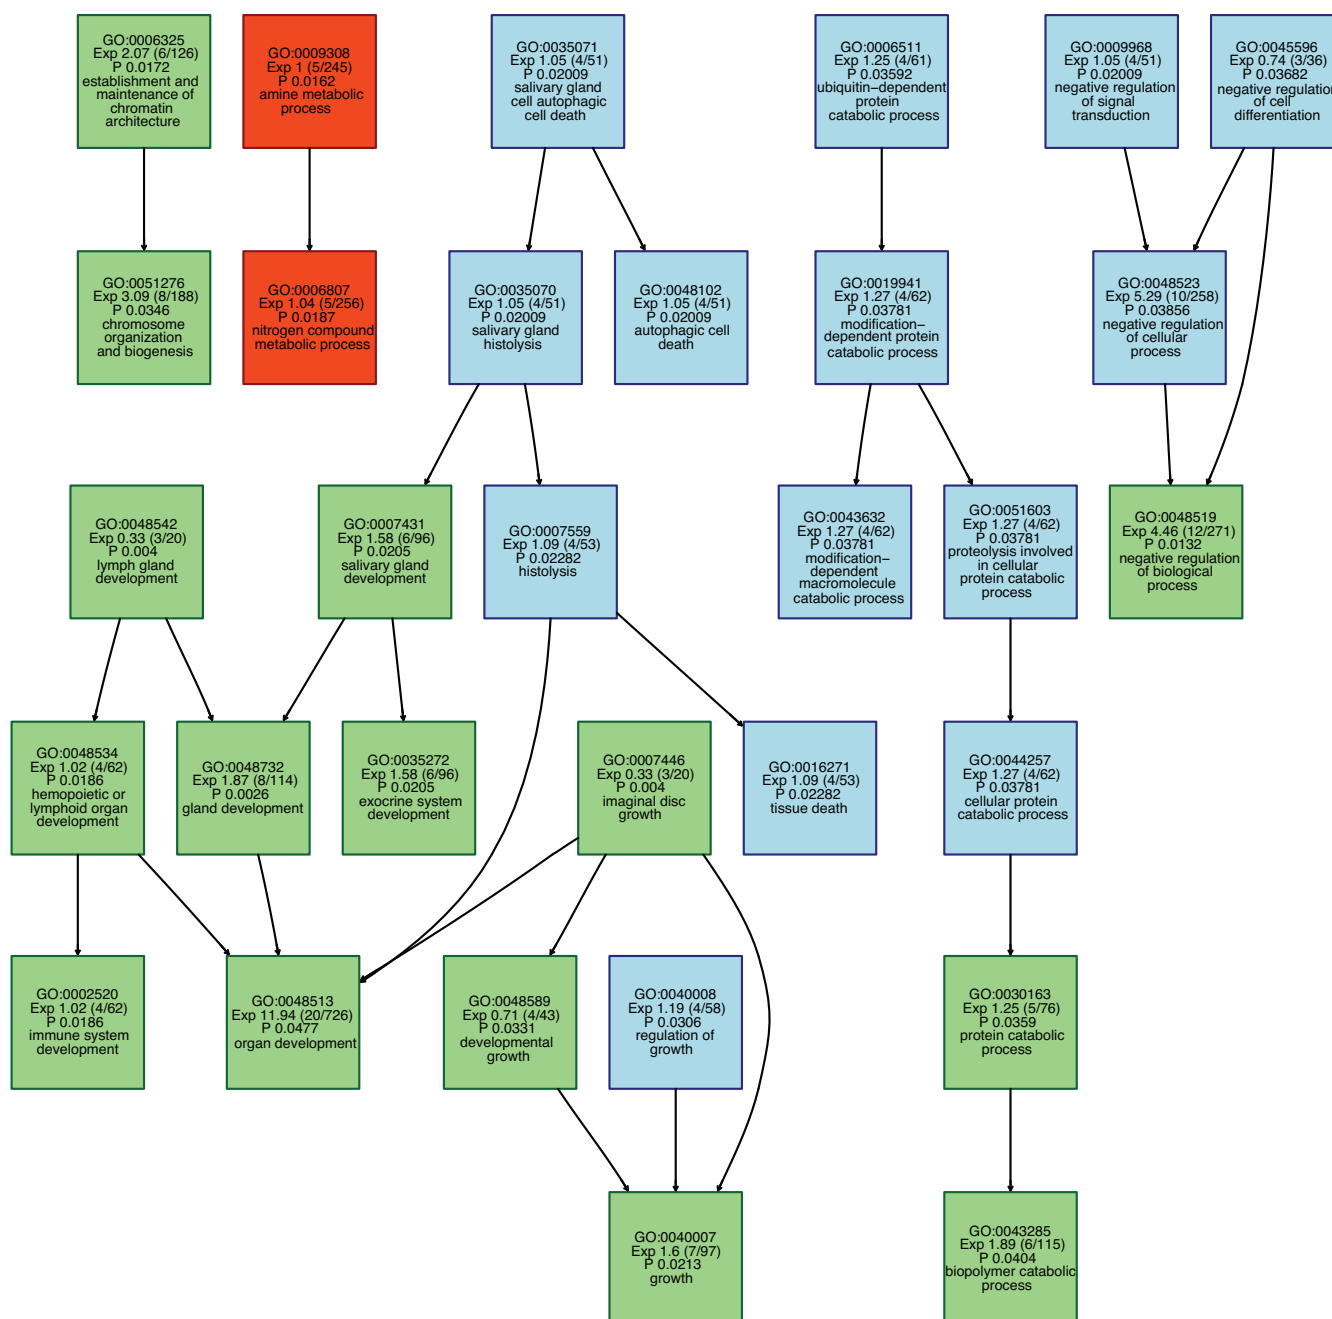 GO:0006325
Exp 2.07 (6/126)
P 0.0172
establishment and
maintenance of
chromatin
architecture
GO:0009308
Exp 1 (5/245)
P 0.0162
amine metabolic
process
GO:0035071
Exp 1.05 (4/51)
P 0.02009
salivary gland
cell autophagic
cell death
GO:0006511
Exp 1.25 (4/61)
P 0.03592
ubiquitin−dependent
protein
catabolic process
GO:0009968
Exp 1.05 (4/51)
P 0.02009
negative regulation
of signal
transduction
GO:0045596
Exp 0.74 (3/36)
P 0.03682
negative regulation
of cell
differentiation
GO:0051276
Exp 3.09 (8/188)
P 0.0346
chromosome
organization
and biogenesis
GO:0006807
Exp 1.04 (5/256)
P 0.0187
nitrogen compound
metabolic process
GO:0035070
Exp 1.05 (4/51)
P 0.02009
salivary gland
histolysis
GO:0048102
Exp 1.05 (4/51)
P 0.02009
autophagic cell
death
GO:0019941
Exp 1.27 (4/62)
P 0.03781
modification−
dependent protein
catabolic process
GO:0048523
Exp 5.29 (10/258)
P 0.03856
negative regulation
of cellular
process
GO:0048542
Exp 0.33 (3/20)
P 0.004
lymph gland
development
GO:0007431
Exp 1.58 (6/96)
P 0.0205
salivary gland
development
GO:0007559
Exp 1.09 (4/53)
P 0.02282
histolysis
GO:0043632
Exp 1.27 (4/62)
P 0.03781
modification−
dependent
macromolecule
catabolic process
GO:0051603
Exp 1.27 (4/62)
P 0.03781
proteolysis involved
in cellular
protein catabolic
process
GO:0048519
Exp 4.46 (12/271)
P 0.0132
negative regulation
of biological
process
GO:0048534
Exp 1.02 (4/62)
P 0.0186
hemopoietic or
lymphoid organ
development
GO:0048732
Exp 1.87 (8/114)
P 0.0026
gland development
GO:0035272
Exp 1.58 (6/96)
P 0.0205
exocrine system
development
GO:0007446
Exp 0.33 (3/20)
P 0.004
imaginal disc
growth
GO:0016271
Exp 1.09 (4/53)
P 0.02282
tissue death
GO:0044257
Exp 1.27 (4/62)
P 0.03781
cellular protein
catabolic process
GO:0002520
Exp 1.02 (4/62)
P 0.0186
immune system
development
GO:0048513
Exp 11.94 (20/726)
P 0.0477
organ development
GO:0048589
Exp 0.71 (4/43)
P 0.0331
developmental
growth
GO:0040008
Exp 1.19 (4/58)
P 0.0306
regulation of
growth
GO:0030163
Exp 1.25 (5/76)
P 0.0359
protein catabolic
process
GO:0040007
Exp 1.6 (7/97)
P 0.0213
growth
GO:0043285
Exp 1.89 (6/115)
P 0.0404
biopolymer catabolic
process